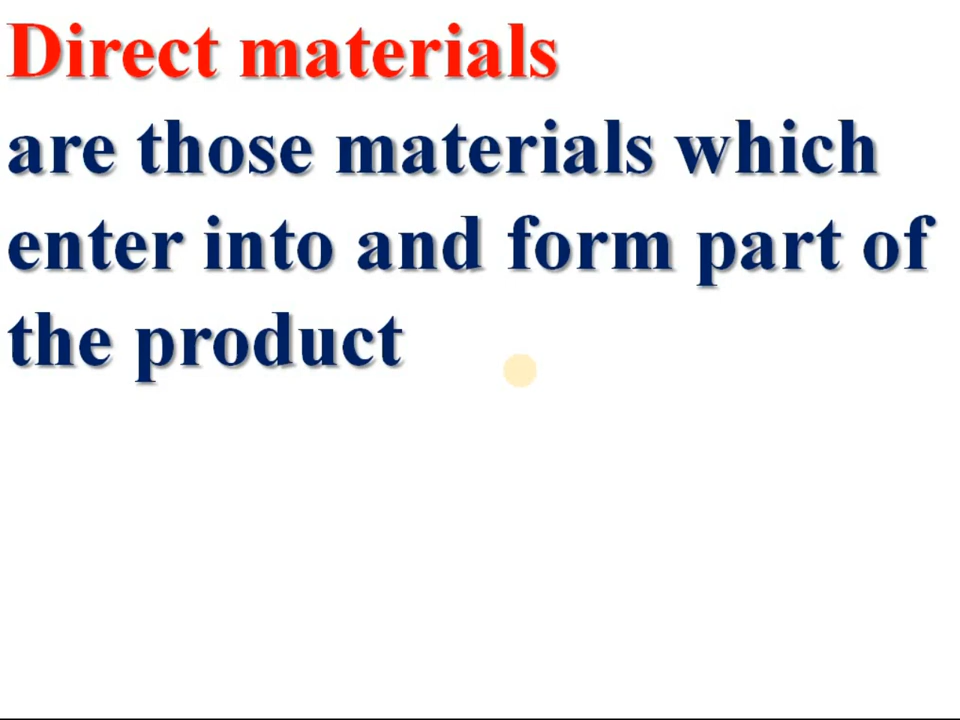 Direct materials
are those materials which
enter into and form part of
the product